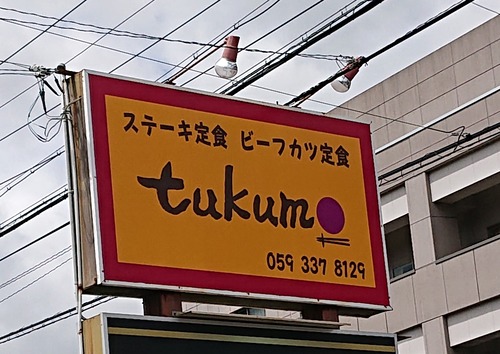 ステーキ定食 ビーフカツ定食
tukumo
059 337 8129